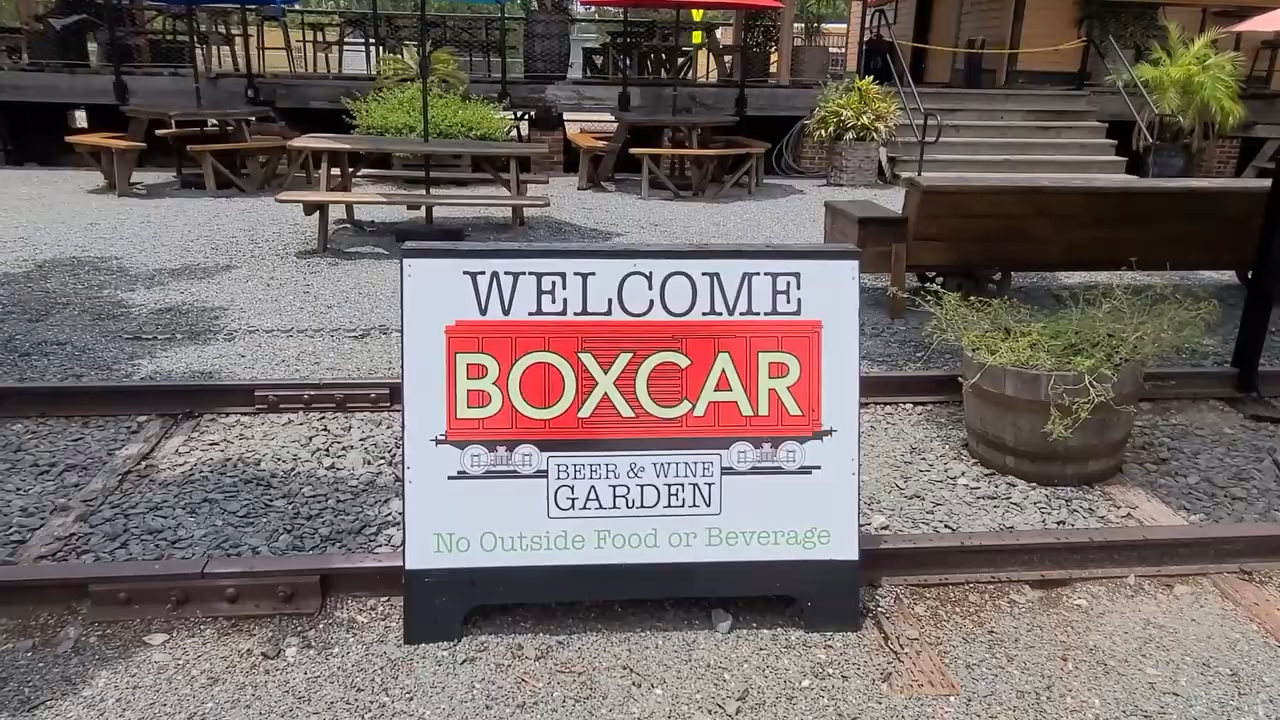 WELCOME
BOXCAR
BEER & WINE
GARDEN
No Outside Food or Beverage